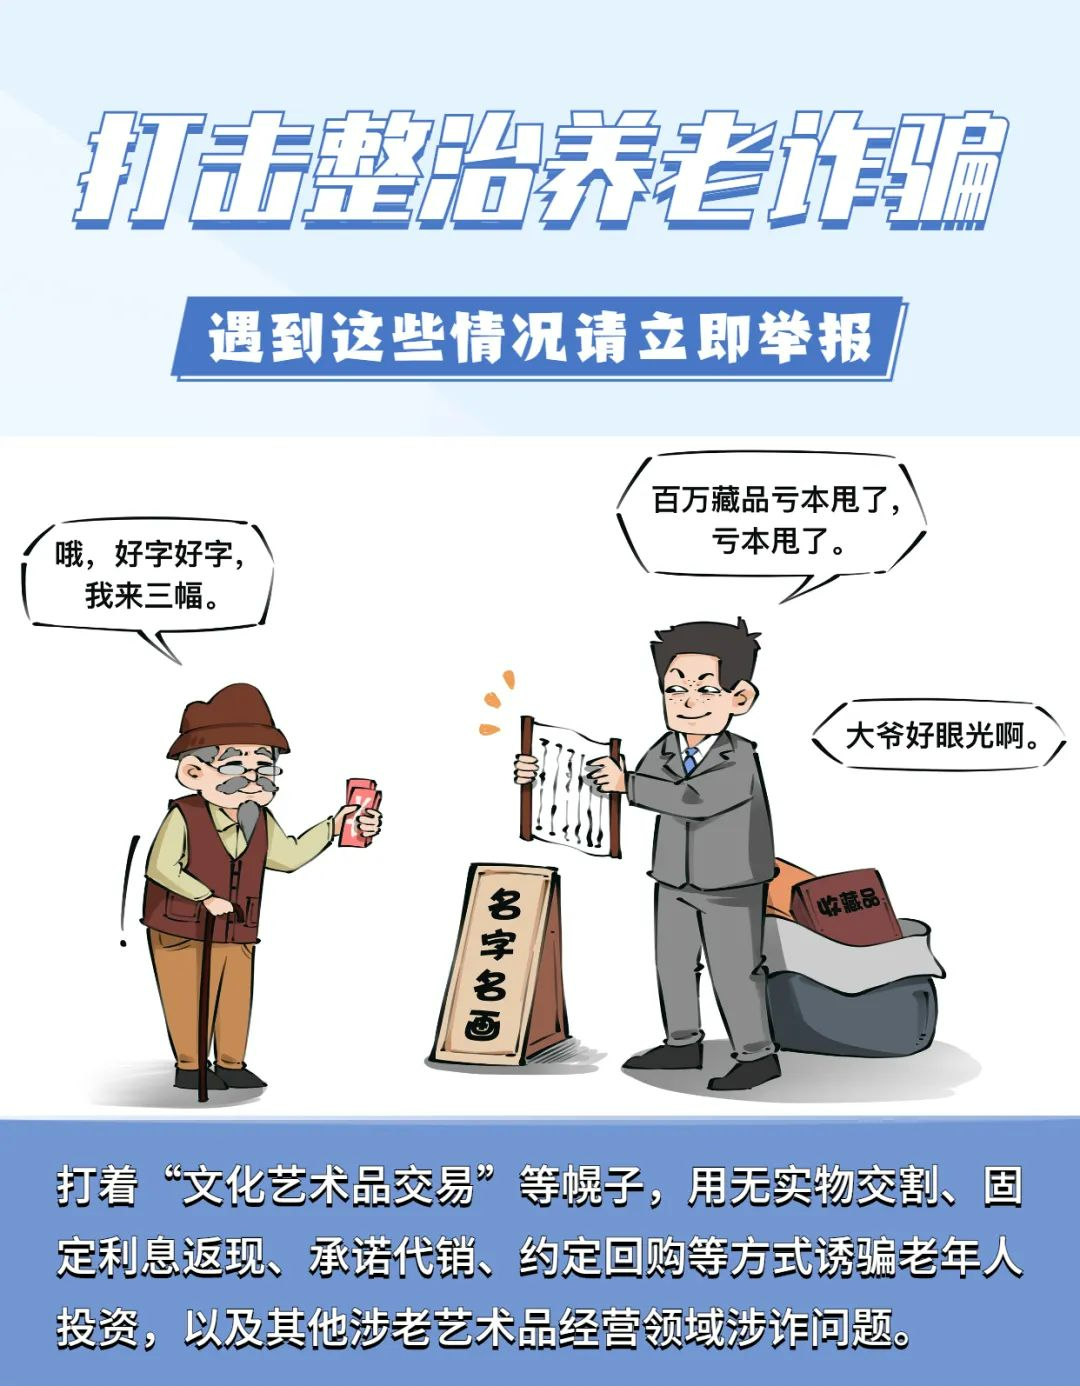 打击整治养老诈骗
遇到这些情况请立即举报
百万藏品亏本甩了,
亏本甩了。
哦，好字好字,
我来三幅。
大爷好眼光啊。
名字名画
收藏品
打着“文化艺术品交易”等幌子，用无实物交割、固
定利息返现、承诺代销、约定回购等方式诱骗老年人
投资，以及其他涉老艺术品经营领域涉诈问题。